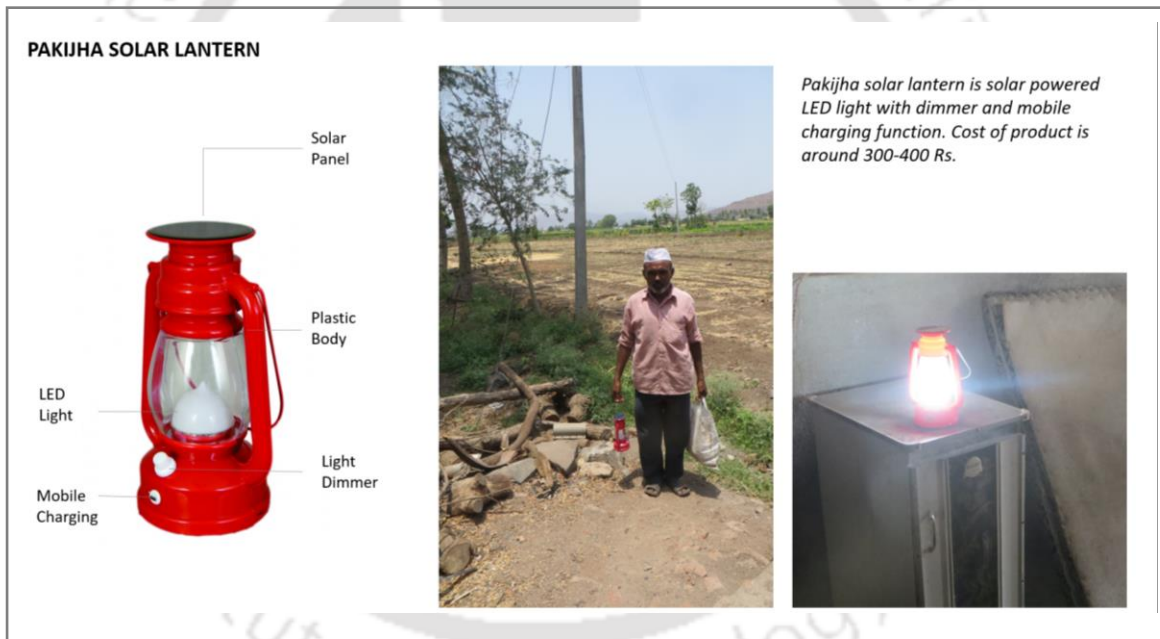 PAKIJHA SOLAR LANTERN
Solar
Panel
Plastic
Body
LED
Light
Light
Dimmer
Mobile
Charging
Pakijha solar lantern is solar powered
LED light with dimmer and mobile
charging function. Cost of product is
around 300-400 Rs.